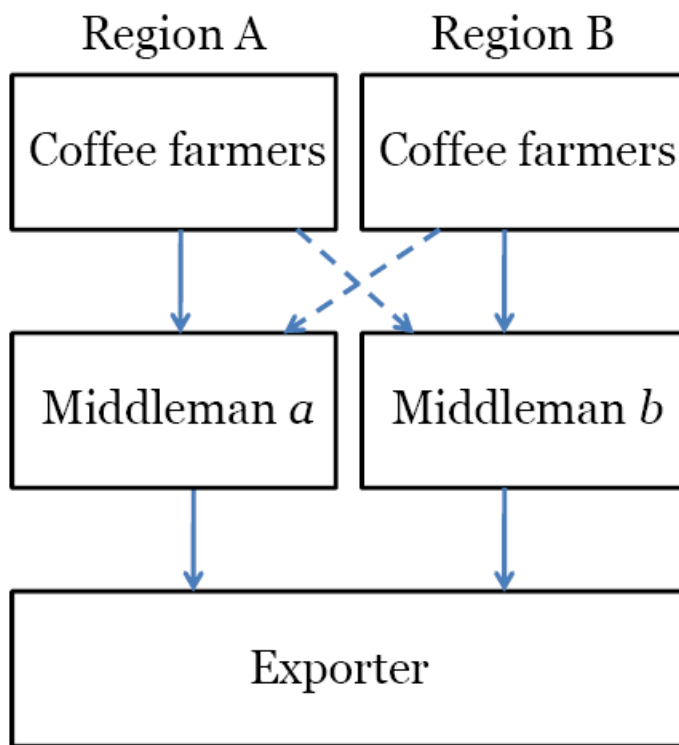 Region A
Region B
Coffee farmers
Coffee farmers
Middleman a
Middleman b
Exporter